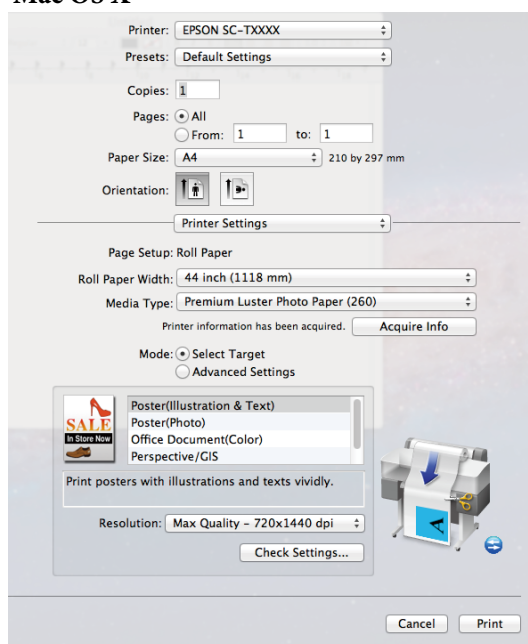 Mac OS X
Printer: EPSON SC-TXXXX
Presets: Default Settings
Copies: 1
Pages: All
From: 1 to: 1
Paper Size: A4 210 by 297 mm
Orientation:
Printer Settings
Page Setup: Roll Paper
Roll Paper Width: 44 inch (1118 mm)
Media Type: Premium Luster Photo Paper (260)
Printer information has been acquired. Acquire Info
Mode: Select Target
Advanced Settings
SALE
In Store Now
Poster(Illustration & Text)
Poster(Photo)
Office Document(Color)
Perspective/GIS
Print posters with illustrations and texts vividly.
A
Resolution: Max Quality – 720x1440 dpi
Check Settings...
Cancel Print